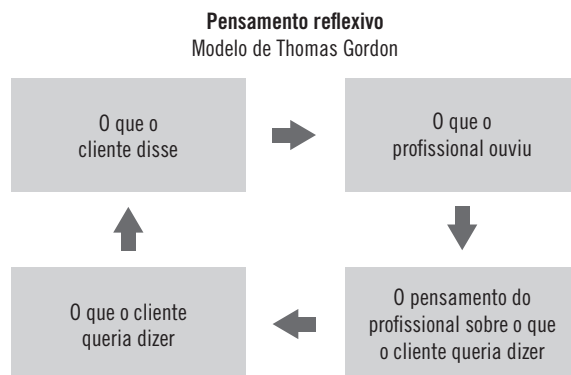 Pensamento reflexivo
Modelo de Thomas Gordon
O que o
cliente disse
O que o
profissional ouviu
O que o cliente
queria dizer
O pensamento do
profissional sobre o que
o cliente queria dizer